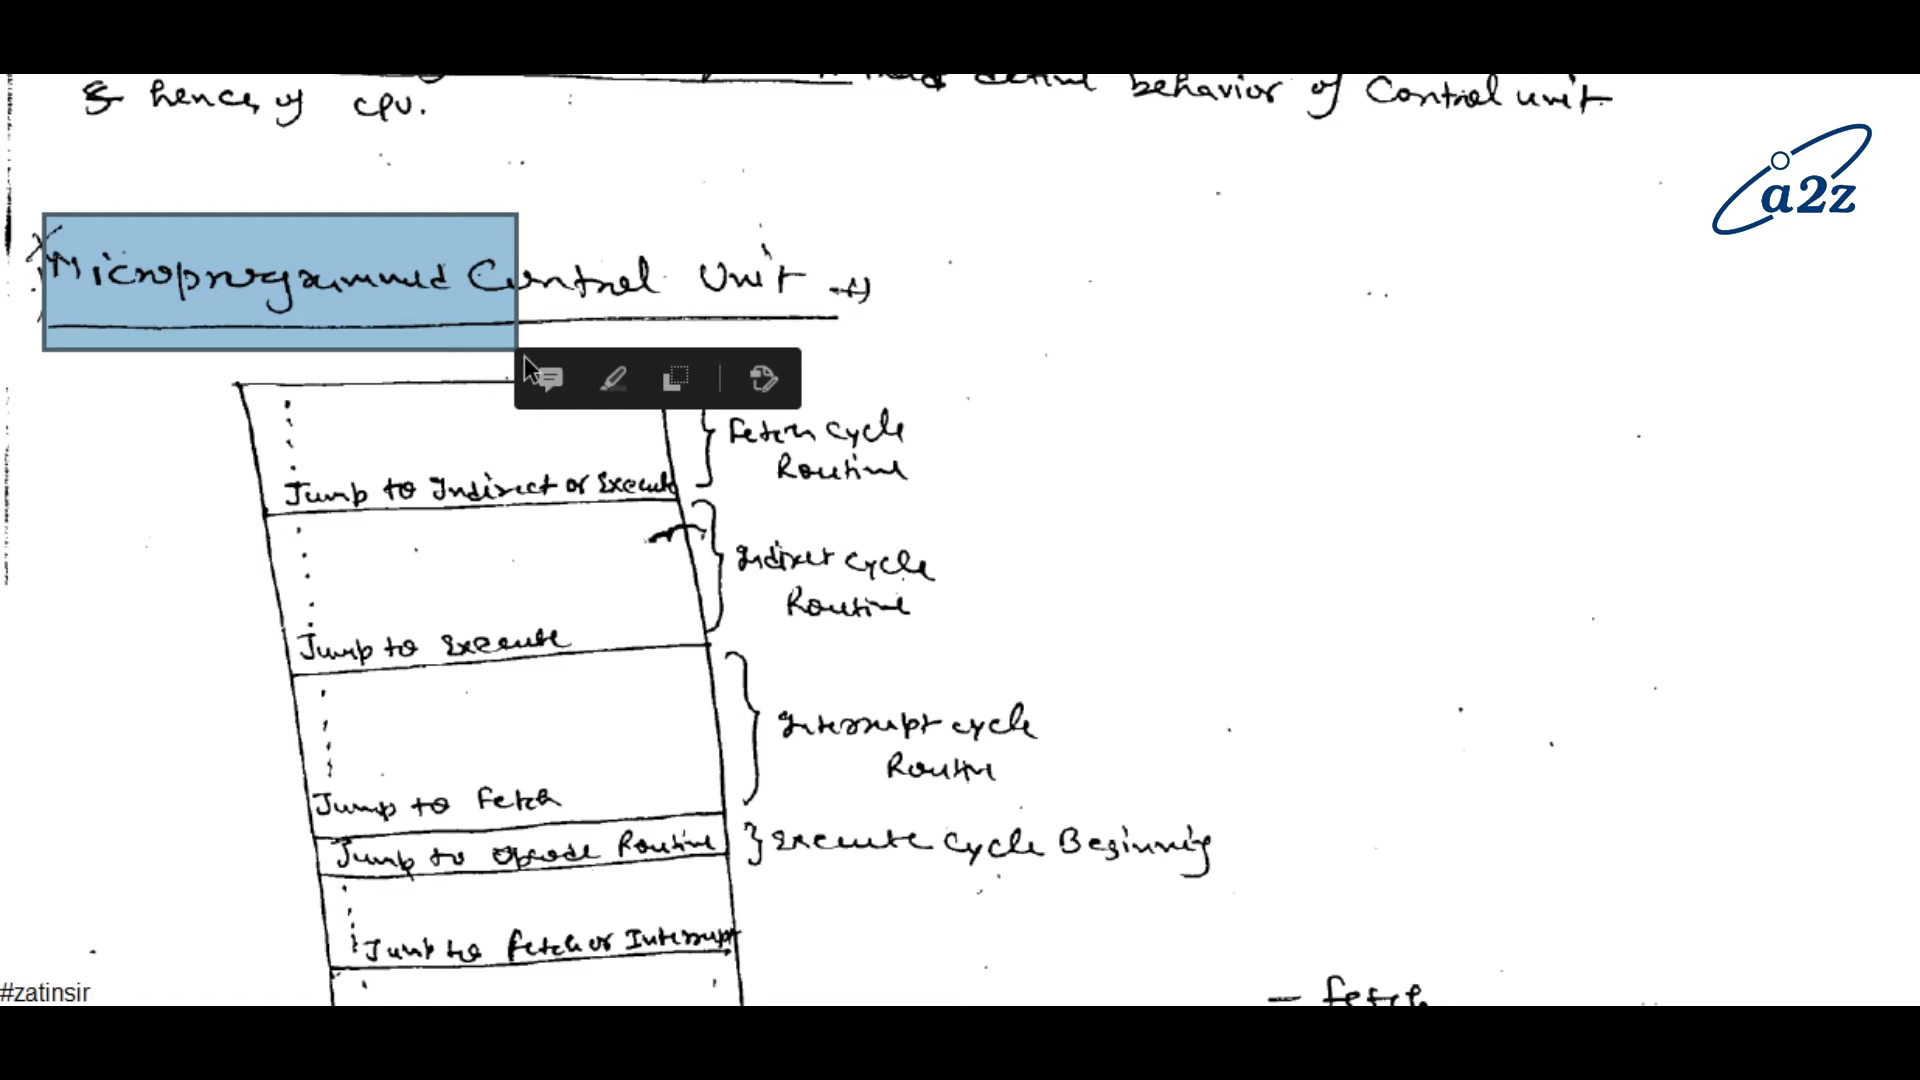 define behavior of Control unit
& hence of CPU.
a2z
Microprogrammed Control Unit
Fetch cycle
Routine
Jump to Indirect or Execute
Indirect cycle
Routine
Jump to Execute
Interrupt cycle
Routine
Jump to Fetch
Jump to Opcode Routine } Execute cycle Beginning
Jump to fetch or Interrupt
#zatinsir
— fetch